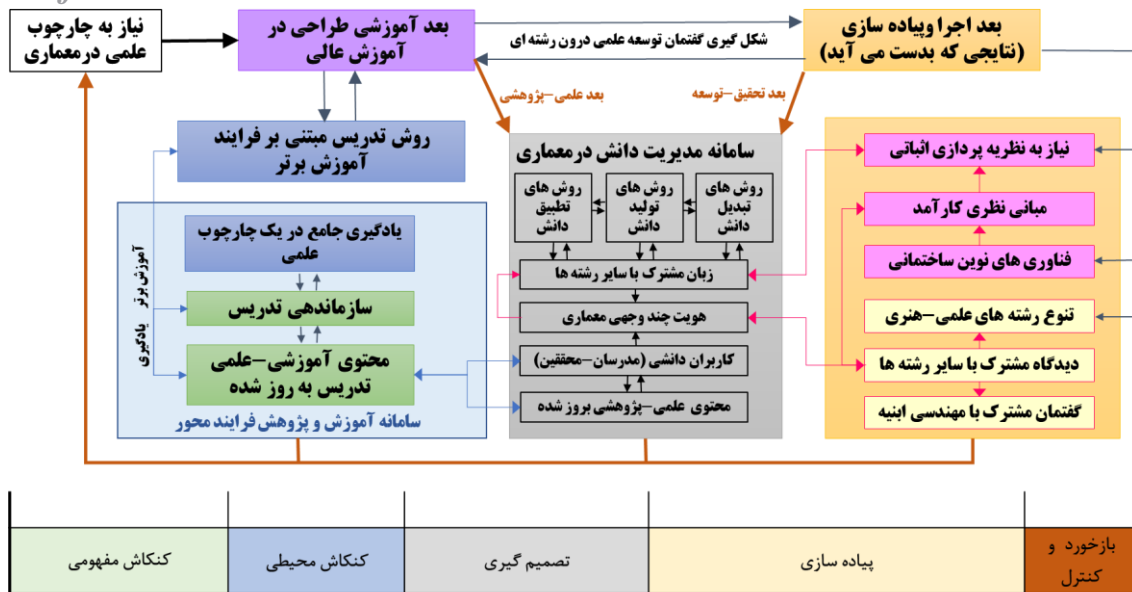 نیاز به چارچوب
علمی درمعماری
بعد آموزشی طراحی در
آموزش عالی
شکل گیری گفتمان توسعه علمی درون رشته ای
بعد اجرا وپیاده سازی
(نتایجی که بدست می آید)
بعد علمی–پژوهشی
بعد تحقیق–توسعه
روش تدریس مبتنی بر فرایند
آموزش برتر
یادگیری جامع در یک چارچوب
علمی
سازماندهی تدریس
محتوی آموزشی–علمی
تدریس به روز شده
سامانه آموزش و پژوهش فرایند محور
یادگیری
آموزش برتر
سامانه مدیریت دانش درمعماری
روش های
تطبیق
دانش
روش های
تولید
دانش
روش های
تبدیل
دانش
زبان مشترک با سایر رشته ها
هویت چند وجهی معماری
کاربران دانشی (مدرسان–محققین)
محتوی علمی–پژوهشی بروز شده
نیاز به نظریه پردازی اثباتی
مبانی نظری کارآمد
فناوری های نوین ساختمانی
تنوع رشته های علمی–هنری
دیدگاه مشترک با سایر رشته ها
گفتمان مشترک با مهندسی ابنیه
کنکاش مفهومی
کنکاش محیطی
تصمیم گیری
پیاده سازی
بازخورد و
کنترل